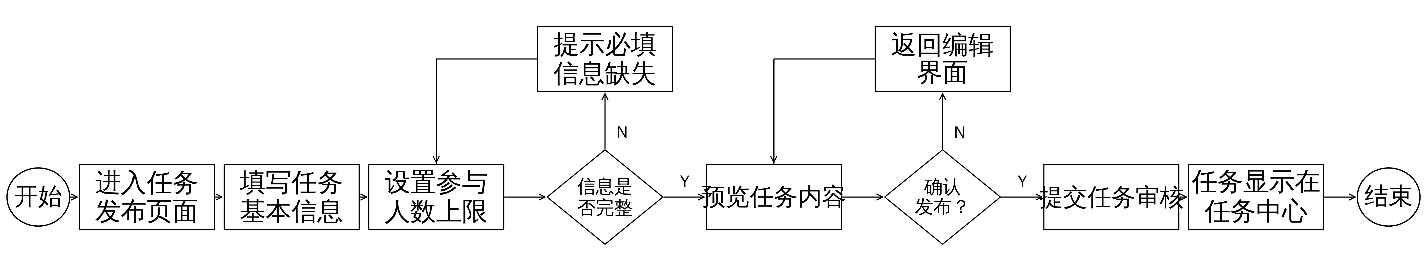 提示必填
信息缺失
返回编辑
界面
N
N
开始
进入任务
发布页面
填写任务
基本信息
设置参与
人数上限
信息是
否完整
Y
预览任务内容
确认
发布？
Y
提交任务审核
任务显示在
任务中心
结束